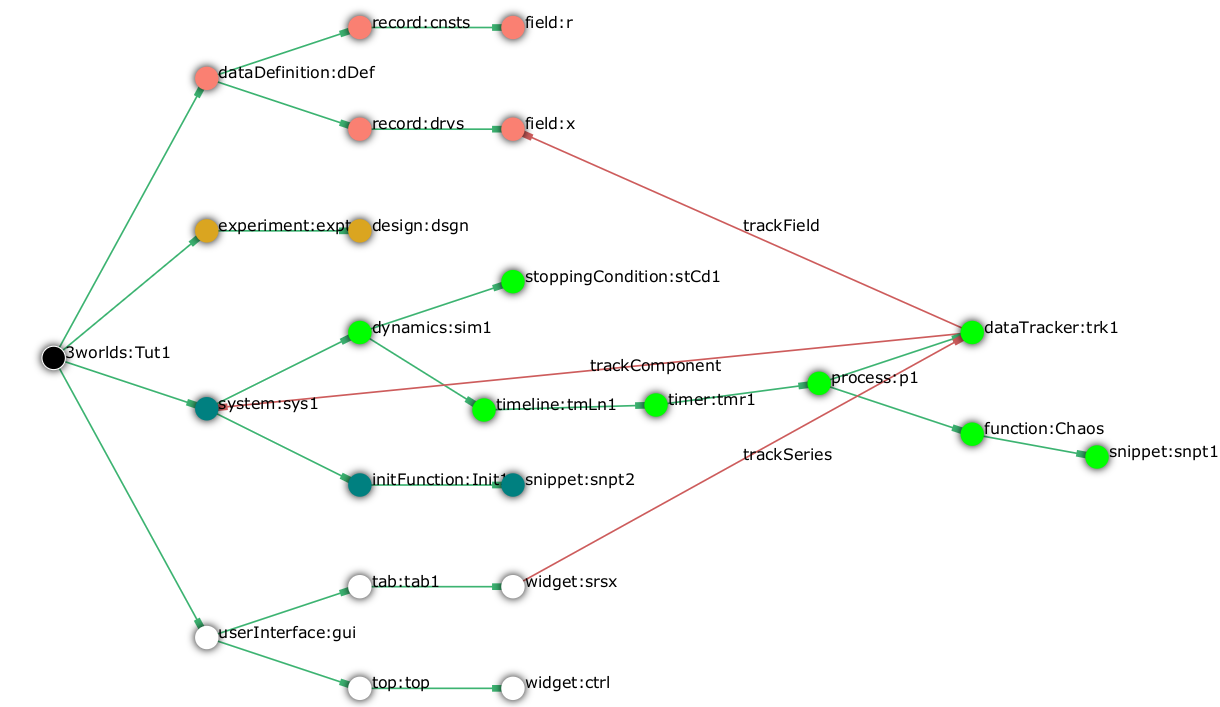 record:cnsts
field:r
dataDefinition:dDef
record:drvs
field:x
trackField
experiment:expt
design:dsgn
stoppingCondition:stCd1
dynamics:sim1
dataTracker:trk1
3worlds:Tut1
trackComponent
process:p1
system:sys1
timeline:tmLn1
timer:tmr1
function:Chaos
trackSeries
snippet:snpt1
initFunction:Init1
snippet:snpt2
tab:tab1
widget:srsx
userInterface:gui
top:top
widget:ctrl